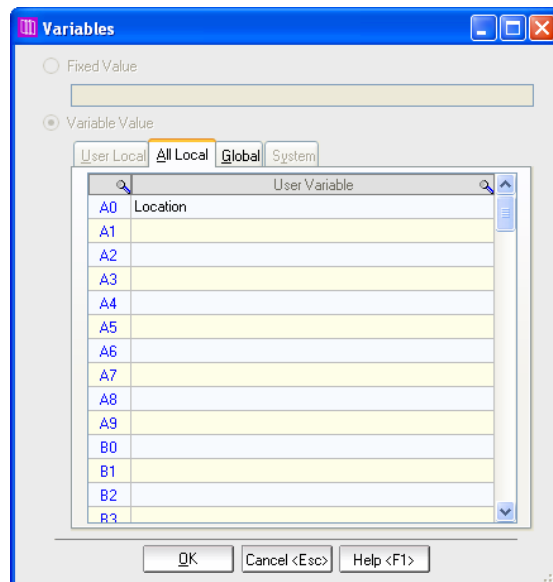 Variables
Fixed Value
Variable Value
User Local All Local Global System
User Variable
A0 Location
A1
A2
A3
A4
A5
A6
A7
A8
A9
B0
B1
B2
B3
OK Cancel <Esc> Help <F1>